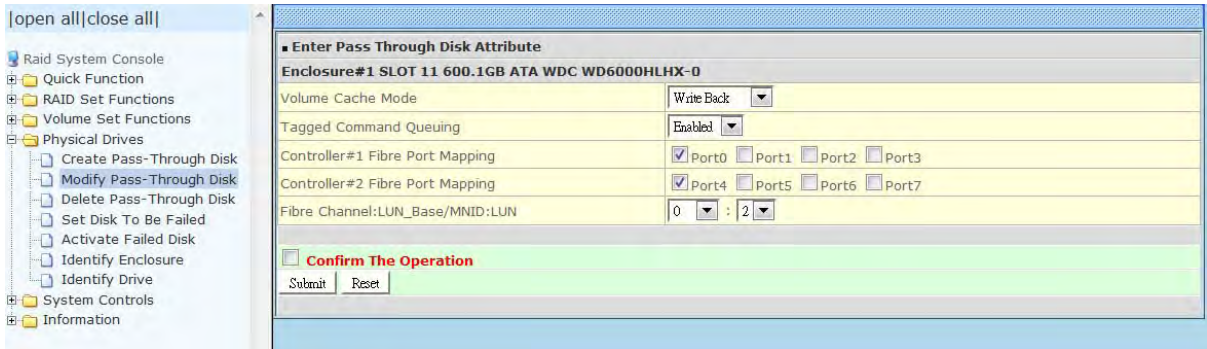 |open all|close all|
Raid System Console
Quick Function
RAID Set Functions
Volume Set Functions
Physical Drives
Create Pass-Through Disk
Modify Pass-Through Disk
Delete Pass-Through Disk
Set Disk To Be Failed
Activate Failed Disk
Identify Enclosure
Identify Drive
System Controls
Information
Enter Pass Through Disk Attribute
Enclosure#1 SLOT 11 600.1GB ATA WDC WD6000HLHX-0
Volume Cache Mode Write Back
Tagged Command Queuing Enabled
Controller#1 Fibre Port Mapping Port0 Port1 Port2 Port3
Controller#2 Fibre Port Mapping Port4 Port5 Port6 Port7
Fibre Channel:LUN_Base/MNID:LUN 0 : 2
Confirm The Operation
Submit Reset